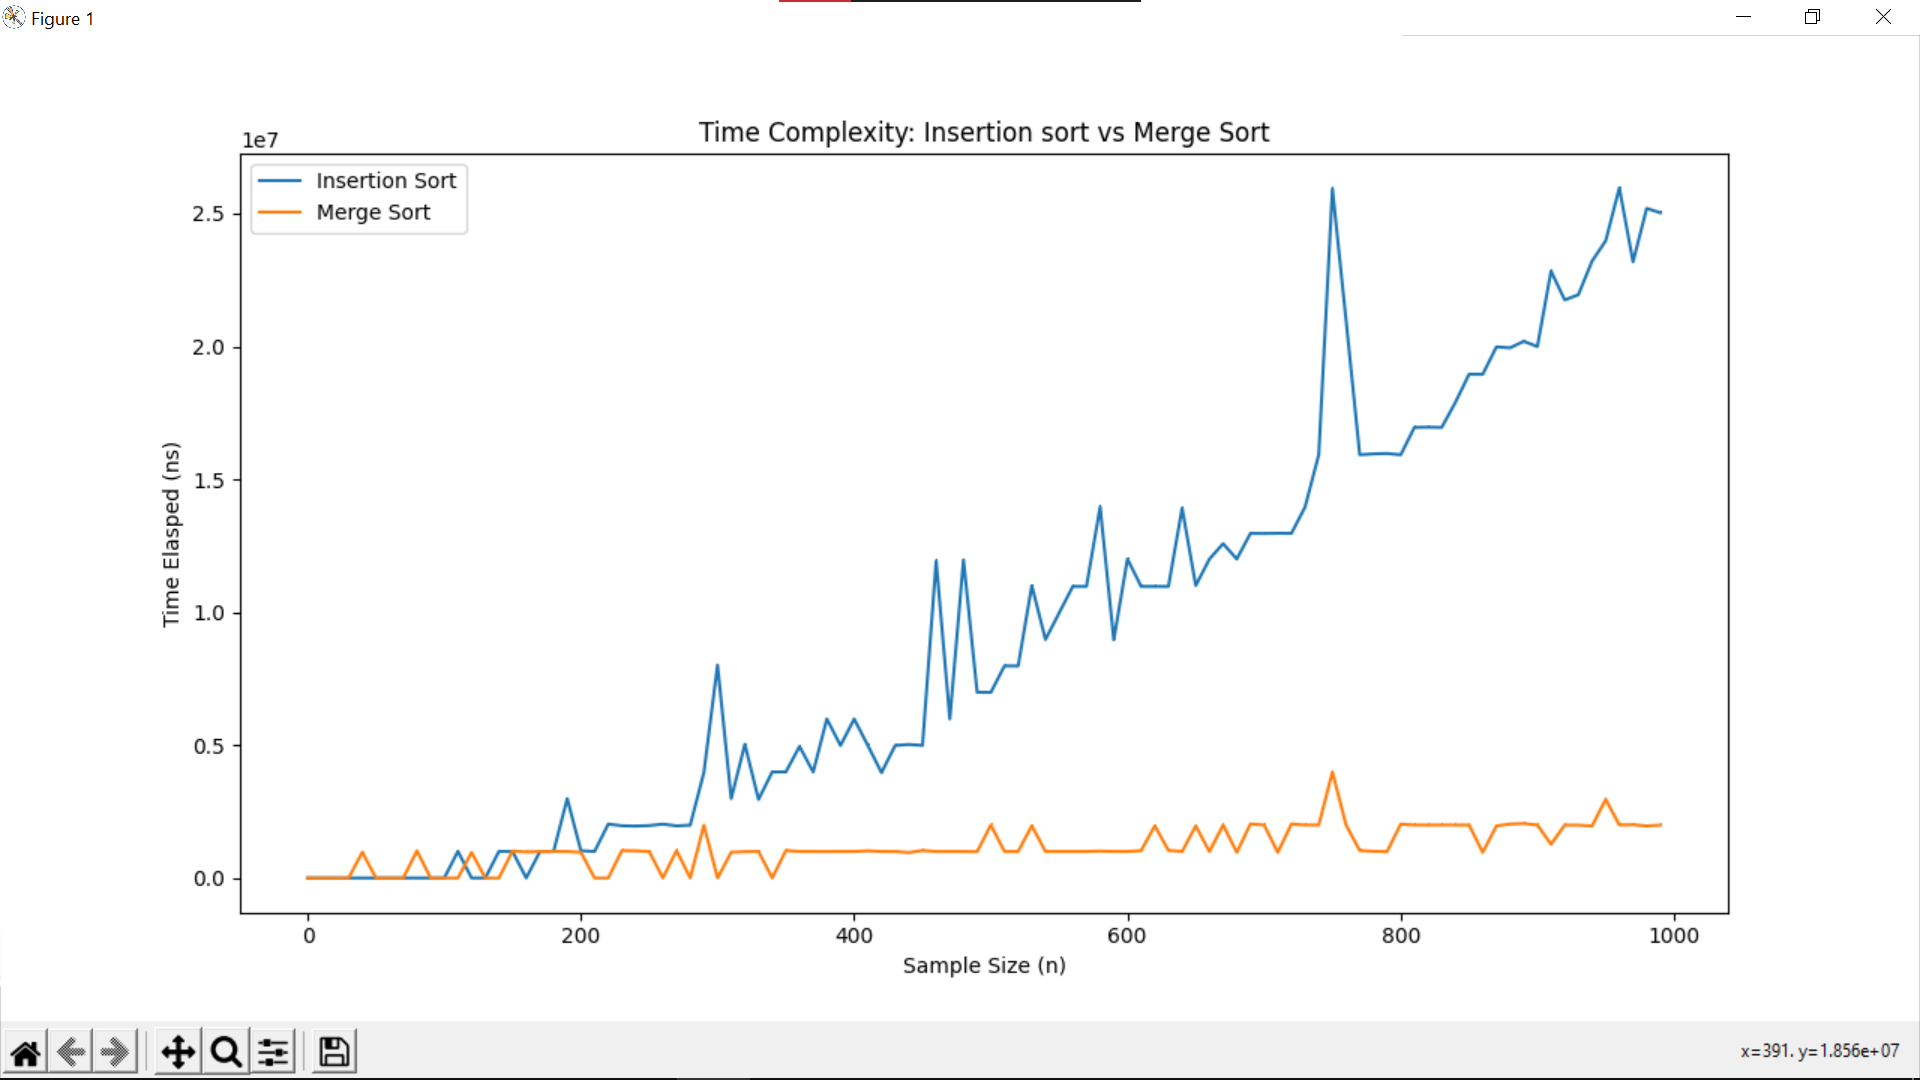 Figure 1
Time Complexity: Insertion sort vs Merge Sort
1e7
Insertion Sort
Merge Sort
2.5
2.0
1.5
1.0
0.5
0.0
Time Elasped (ns)
0 200 400 600 800 1000
Sample Size (n)
x=391. y=1.856e+07